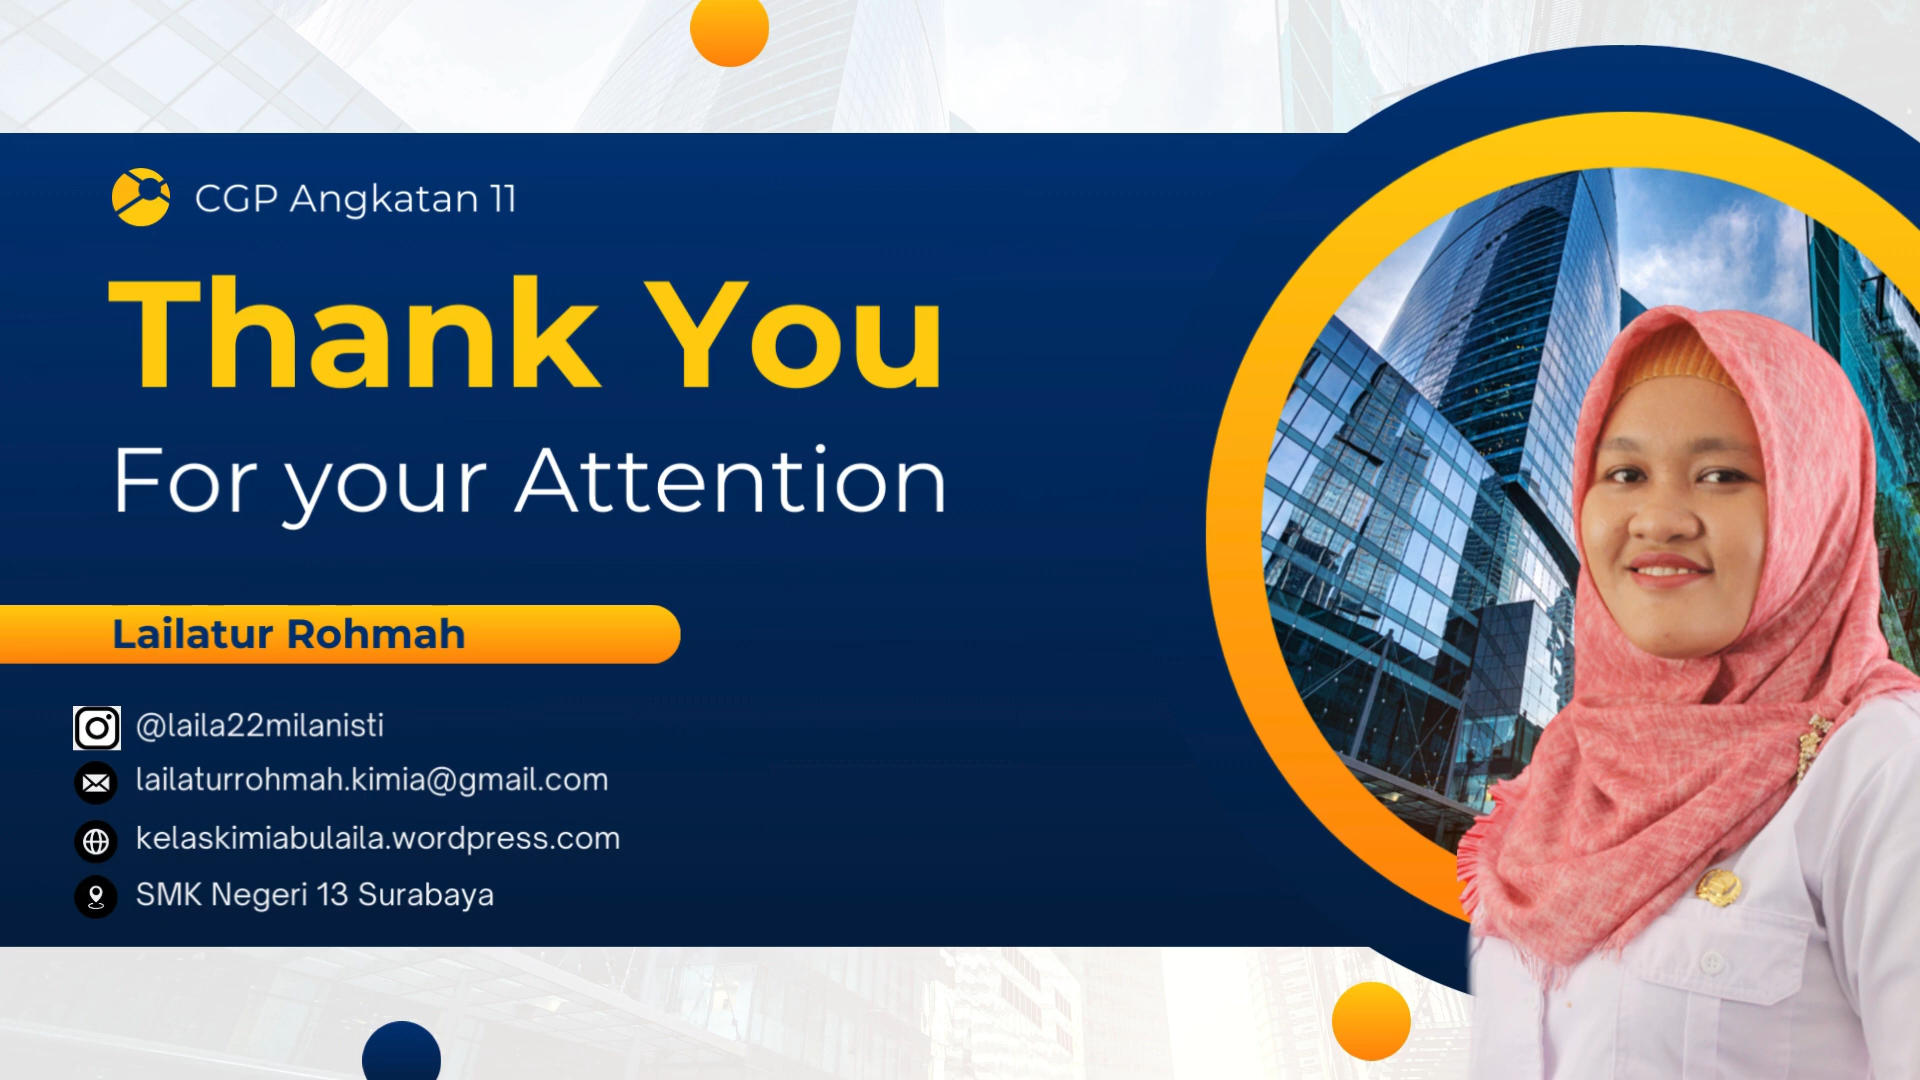 CGP Angkatan 11
Thank You
For your Attention
Lailatur Rohmah
@laila22milanisti
lailaturrohmah.kimia@gmail.com
kelaskimiabulaila.wordpress.com
SMK Negeri 13 Surabaya